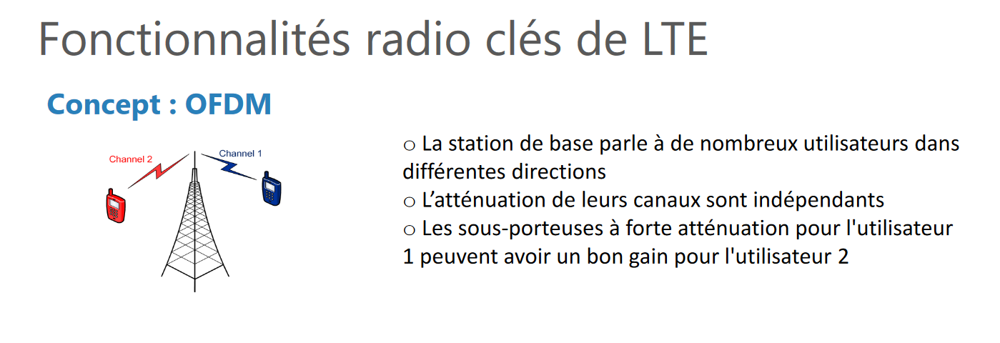 Fonctionnalités radio clés de LTE
Concept : OFDM
Channel 2
Channel 1
o La station de base parle à de nombreux utilisateurs dans
différentes directions
o L’atténuation de leurs canaux sont indépendants
o Les sous-porteuses à forte atténuation pour l'utilisateur
1 peuvent avoir un bon gain pour l'utilisateur 2